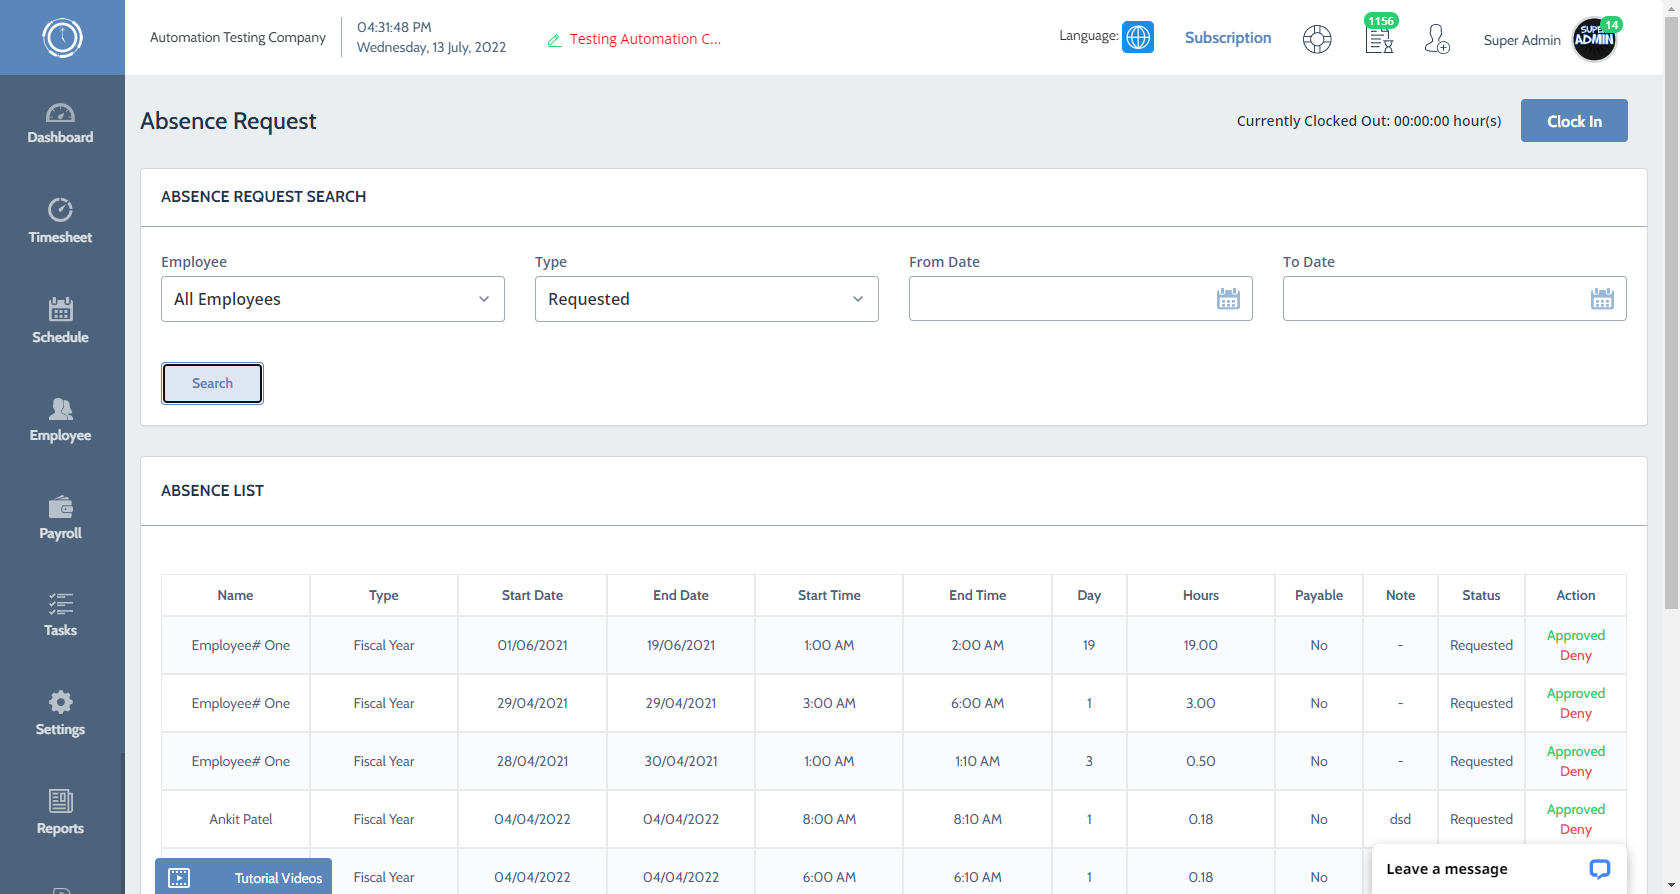 Automation Testing Company
04:31:48 PM
Wednesday, 13 July, 2022
Testing Automation C...
Language:
Subscription
1156
Super Admin
SUPER
ADMIN
14
Dashboard
Timesheet
Schedule
Employee
Payroll
Tasks
Settings
Reports
Absence Request
Currently Clocked Out: 00:00:00 hour(s)
Clock In
ABSENCE REQUEST SEARCH
Employee Type From Date To Date
All Employees Requested
Search
ABSENCE LIST
Name Type Start Date End Date Start Time End Time Day Hours Payable Note Status Action
Employee# One Fiscal Year 01/06/2021 19/06/2021 1:00 AM 2:00 AM 19 19.00 No - Requested Approved
Deny
Employee# One Fiscal Year 29/04/2021 29/04/2021 3:00 AM 6:00 AM 1 3.00 No - Requested Approved
Deny
Employee# One Fiscal Year 28/04/2021 30/04/2021 1:00 AM 1:10 AM 3 0.50 No - Requested Approved
Deny
Ankit Patel Fiscal Year 04/04/2022 04/04/2022 8:00 AM 8:10 AM 1 0.18 No dsd Requested Approved
Deny
Fiscal Year 04/04/2022 04/04/2022 6:00 AM 6:10 AM 1 0.18 No
Tutorial Videos
Leave a message